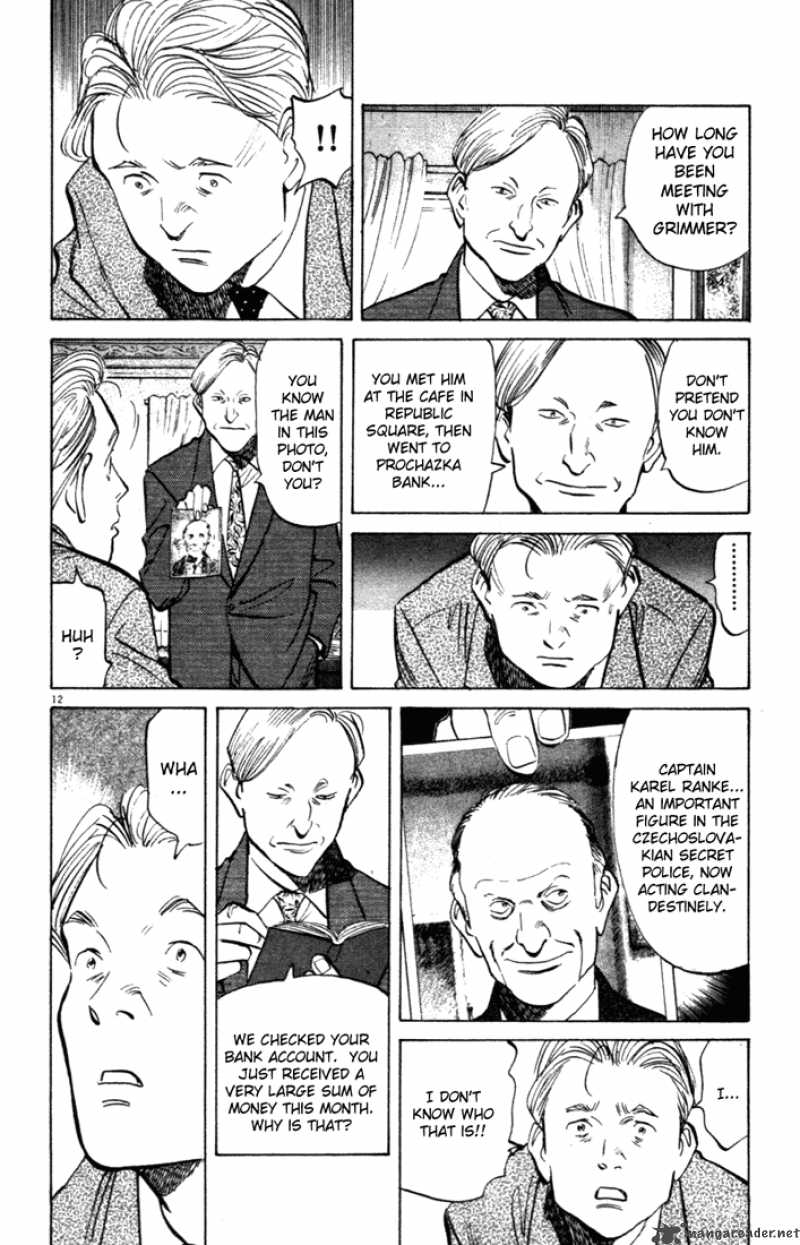 HOW LONG
HAVE YOU
BEEN
MEETING
WITH
GRIMMER?
!!
DON'T
PRETEND
YOU DON'T
KNOW
HIM.
YOU MET HIM
AT THE CAFE IN
REPUBLIC
SQUARE, THEN
WENT TO
PROCHAZKA
BANK...
.........
YOU
KNOW
THE MAN
IN THIS
PHOTO,
DON'T
YOU?
HUH
?
12
CAPTAIN
KAREL RANKE...
AN IMPORTANT
FIGURE IN THE
CZECHOSLOVA-
KIAN SECRET
POLICE, NOW
ACTING CLAN-
DESTINELY.
I...
I DON'T
KNOW WHO
THAT IS!!
WE CHECKED YOUR
BANK ACCOUNT. YOU
JUST RECEIVED A
VERY LARGE SUM OF
MONEY THIS MONTH.
WHY IS THAT?
WHA
...
mangareader.net